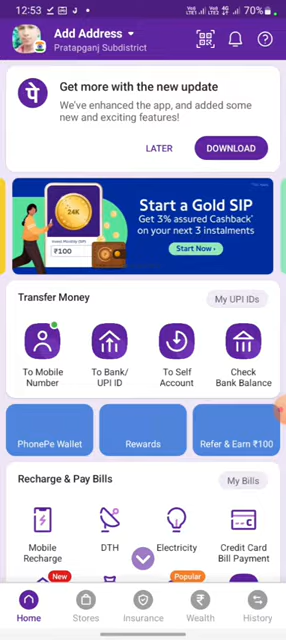 12:53
70%
Add Address
Pratapganj Subdistrict
पे
Get more with the new update
We've enhanced the app, and added some
new and exciting features!
LATER
DOWNLOAD
Start a Gold SIP
Get 3% assured Cashback*
on your next 3 instalments
Start Now
24K
₹100
Transfer Money
My UPI IDs
To Mobile
Number
To Bank/
UPI ID
To Self
Account
Check
Bank Balance
PhonePe Wallet
Rewards
Refer & Earn ₹100
Recharge & Pay Bills
My Bills
Mobile
Recharge
DTH
Electricity
Credit Card
Bill Payment
New
Popular
Home
Stores
Insurance
Wealth
History